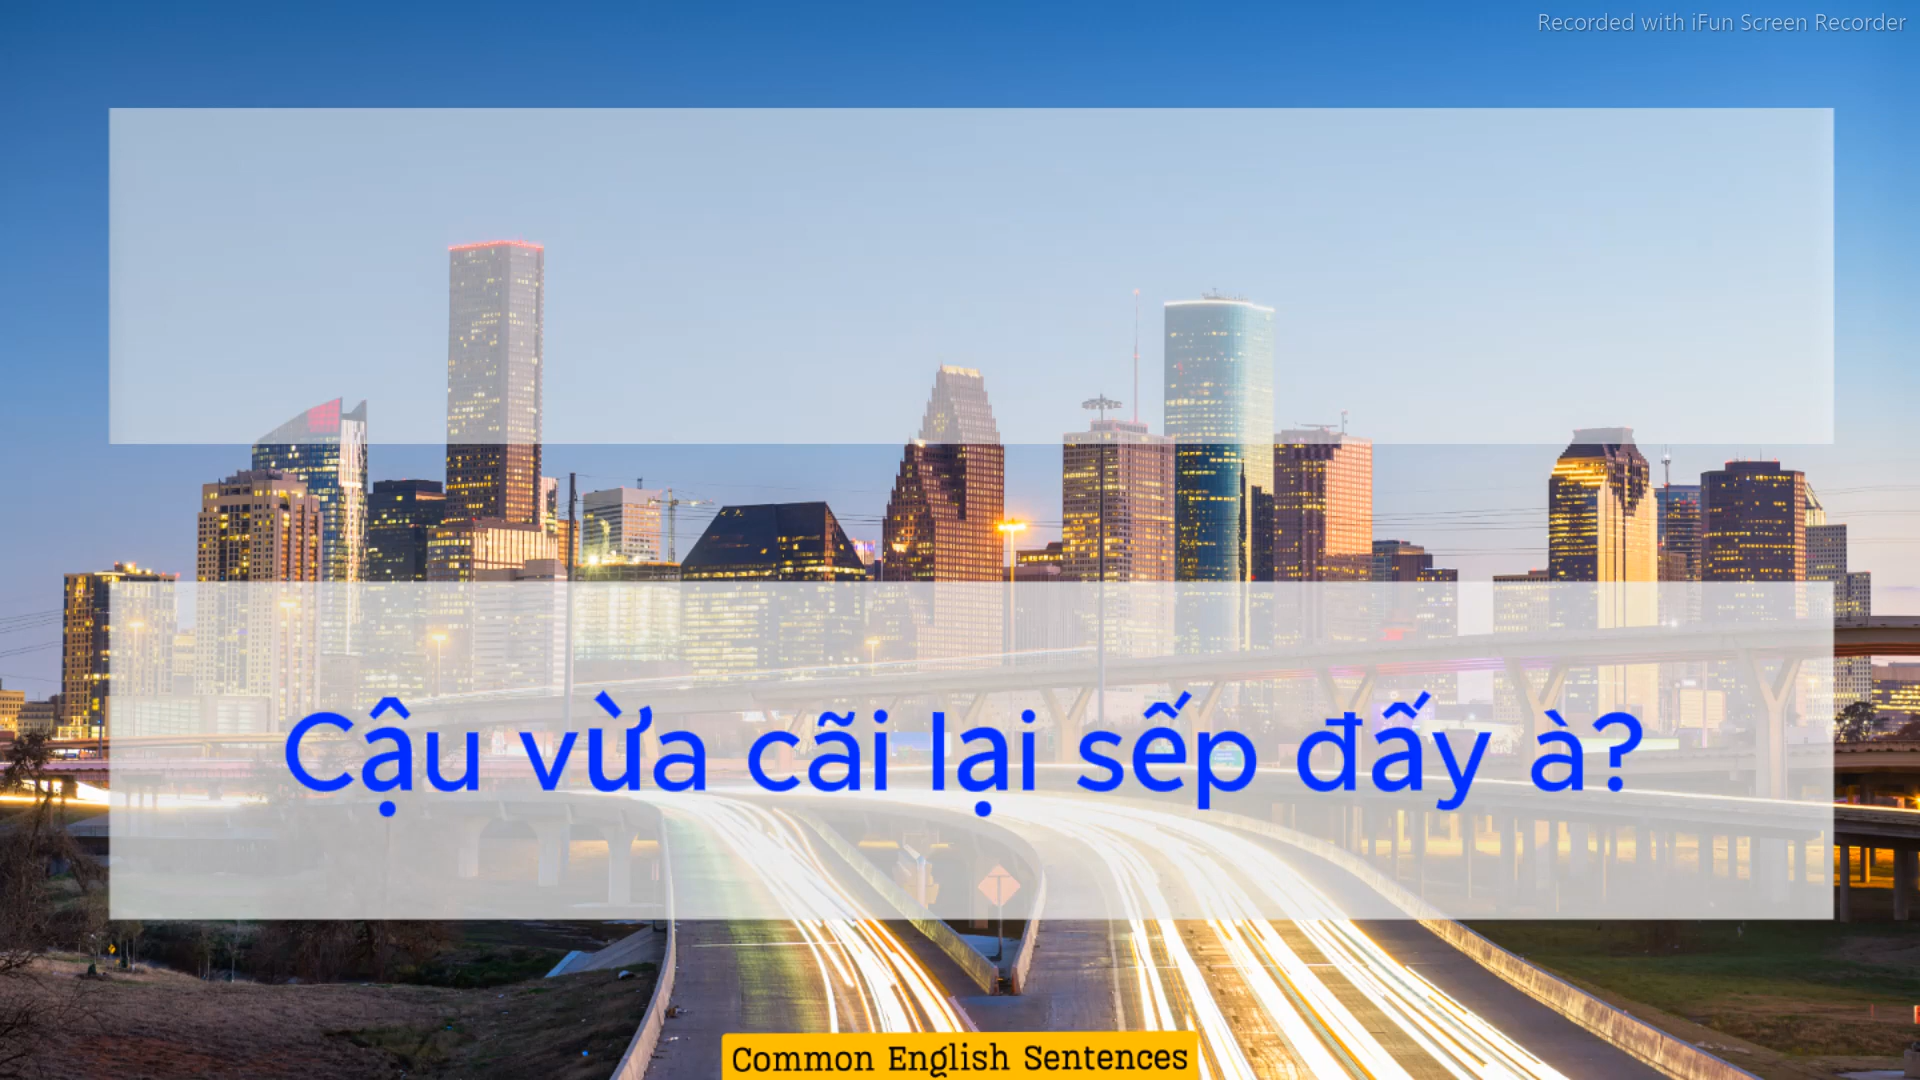 Recorded with iFun Screen Recorder
Cậu vừa cãi lại sếp đấy à?
Common English Sentences